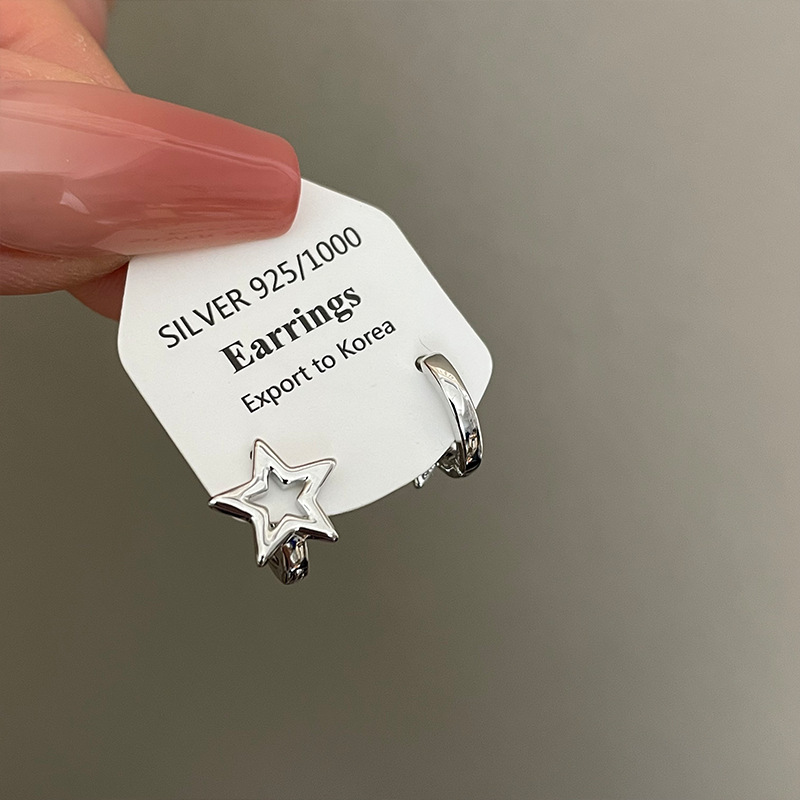 SILVER 925/1000
Earrings
Export to Korea